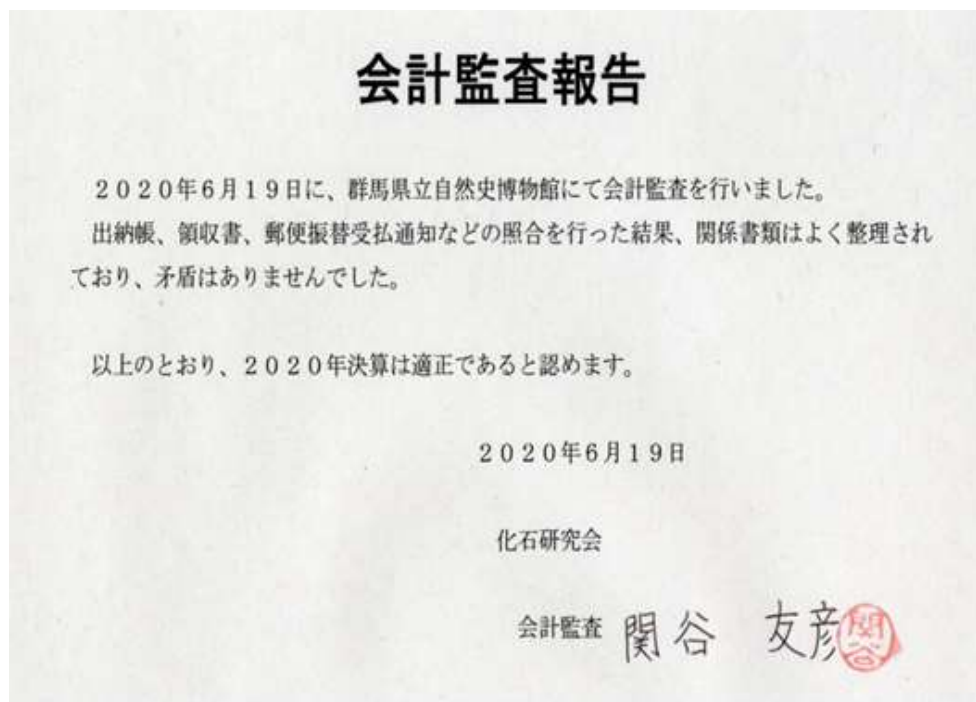 会計監査報告
2020年6月19日に、群馬県立自然史博物館にて会計監査を行いました。
出納帳、領収書、郵便振替受払通知などの照合を行った結果、関係書類はよく整理され
ており、矛盾はありませんでした。
以上のとおり、2020年決算は適正であると認めます。
2020年6月19日
化石研究会
会計監査 関谷 友彦 関谷